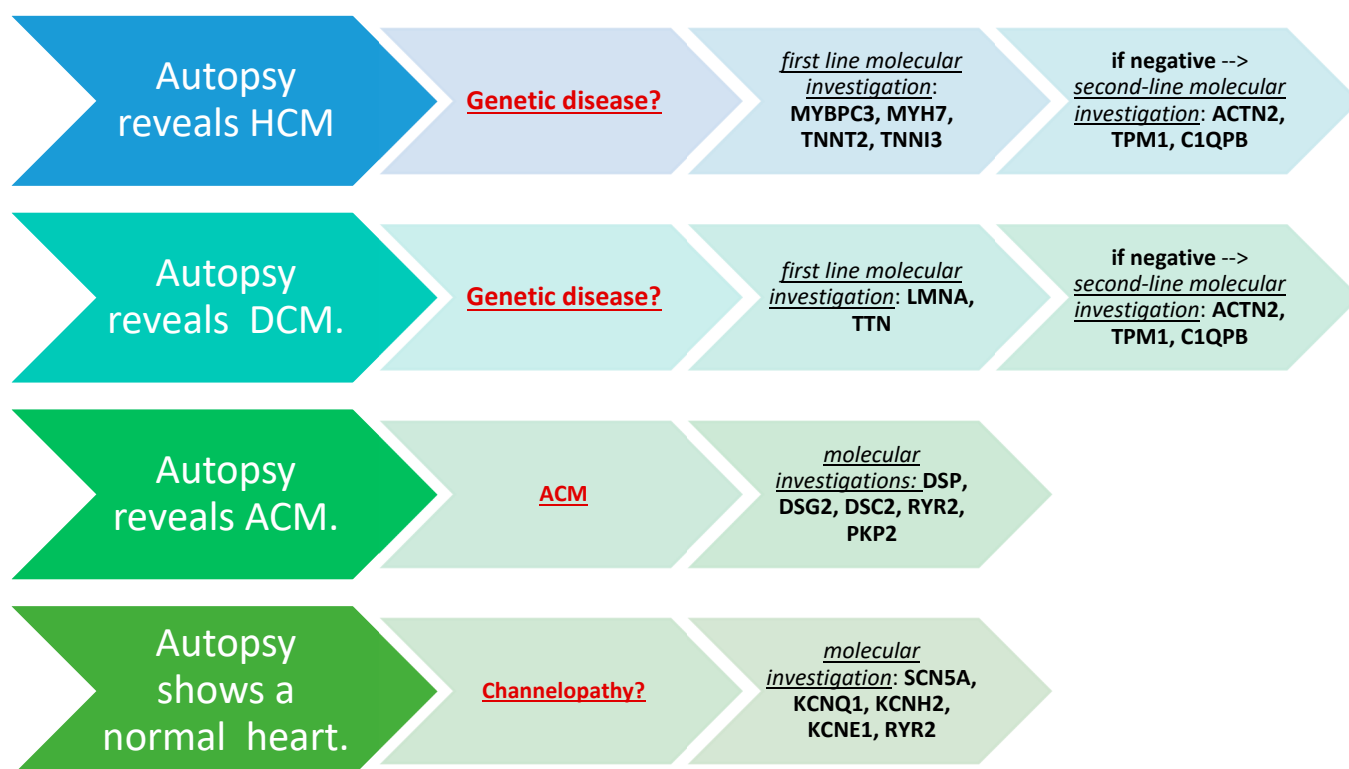 Autopsy
reveals HCM
Genetic disease?
first line molecular
investigation:
MYBPC3, MYH7,
TNNT2, TNNI3
if negative -->
second-line molecular
investigation: ACTN2,
TPM1, C1QPB
Autopsy
reveals  DCM.
Genetic disease?
first line molecular
investigation: LMNA,
TTN
if negative -->
second-line molecular
investigation: ACTN2,
TPM1, C1QPB
Autopsy
reveals ACM.
ACM
molecular
investigations: DSP,
DSG2, DSC2, RYR2,
PKP2
Autopsy
shows a
normal  heart.
Channelopathy?
molecular
investigation: SCN5A,
KCNQ1, KCNH2,
KCNE1, RYR2